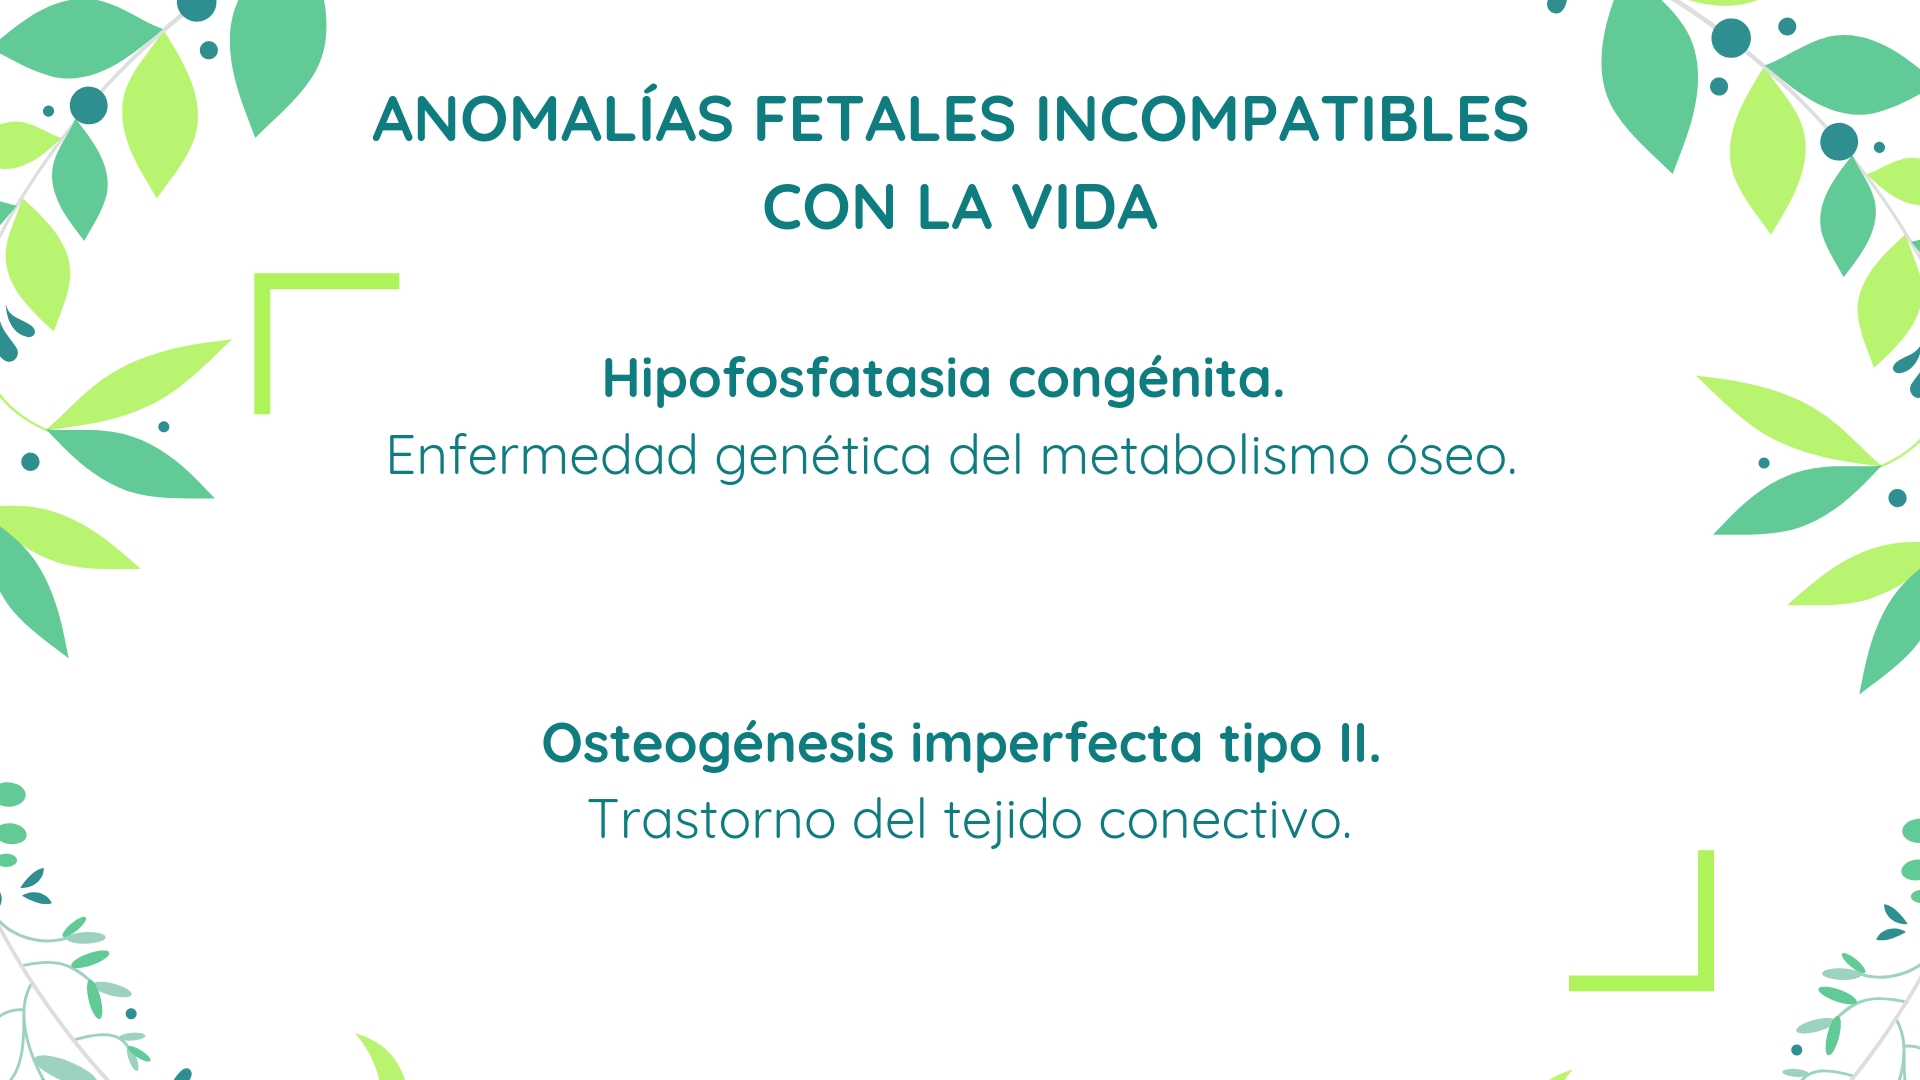 ANOMALÍAS FETALES INCOMPATIBLES
CON LA VIDA
Hipofosfatasia congénita.
Enfermedad genética del metabolismo óseo.
Osteogénesis imperfecta tipo II.
Trastorno del tejido conectivo.